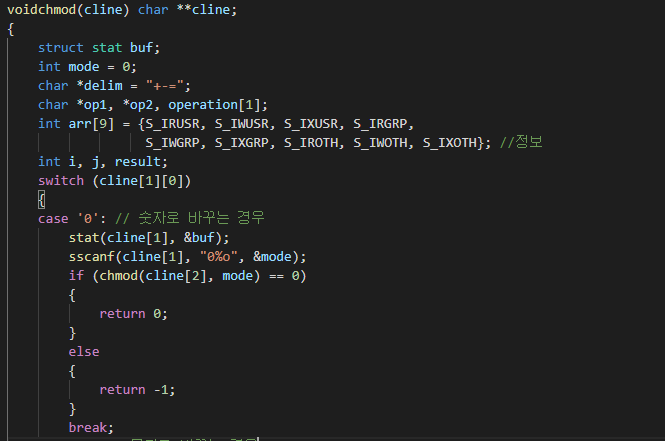 voidchmod(cline) char **cline;
{
struct stat buf;
int mode = 0;
char *delim = "+-=";
char *op1, *op2, operation[1];
int arr[9] = {S_IRUSR, S_IWUSR, S_IXUSR, S_IRGRP,
S_IWGRP, S_IXGRP, S_IROTH, S_IWOTH, S_IXOTH}; //정보
int i, j, result;
switch (cline[1][0])
{
case '0': // 숫자로 바꾸는 경우
stat(cline[1], &buf);
sscanf(cline[1], "0%o", &mode);
if (chmod(cline[2], mode) == 0)
{
return 0;
}
else
{
return -1;
}
break;